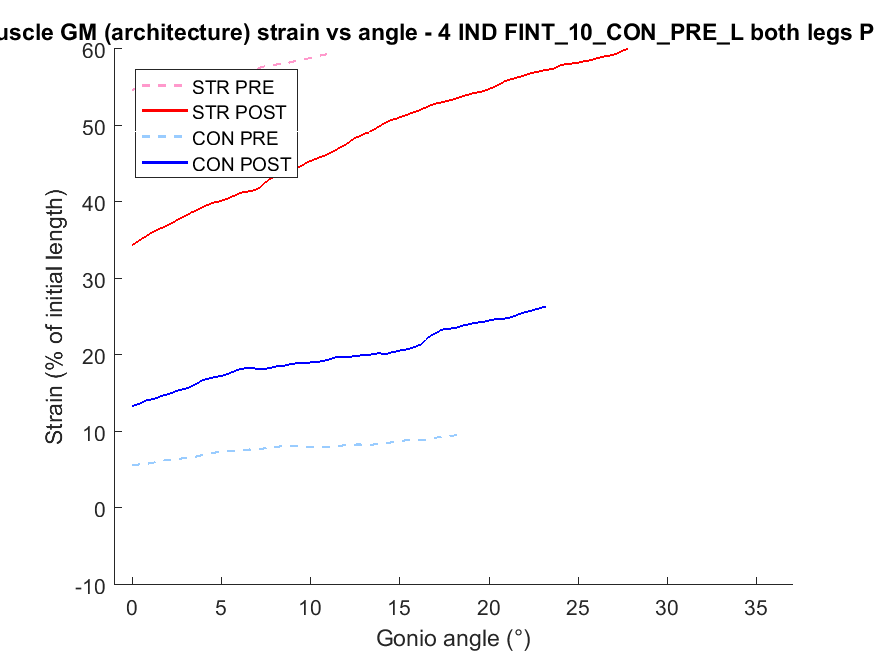 uscle GM (architecture) strain vs angle - 4 IND FINT_10_CON_PRE_L both legs P
60
50
40
30
20
10
0
-10
STR PRE
STR POST
CON PRE
CON POST
Strain (% of initial length)
0 5 10 15 20 25 30 35
Gonio angle (°)